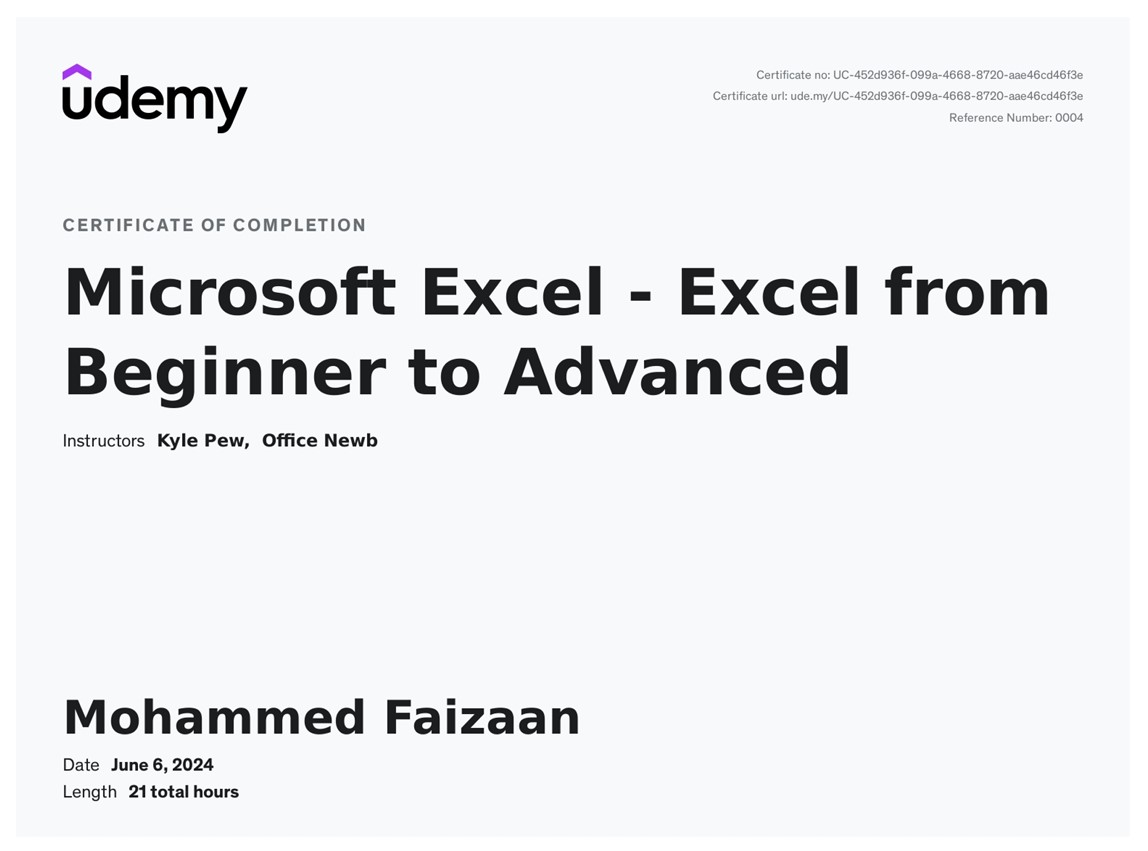 udemy
Certificate no: UC-452d936f-099a-4668-8720-aae46cd46f3e
Certificate url: ude.my/UC-452d936f-099a-4668-8720-aae46cd46f3e
Reference Number: 0004
CERTIFICATE OF COMPLETION
Microsoft Excel - Excel from
Beginner to Advanced
Instructors Kyle Pew, Office Newb
Mohammed Faizaan
Date June 6, 2024
Length 21 total hours